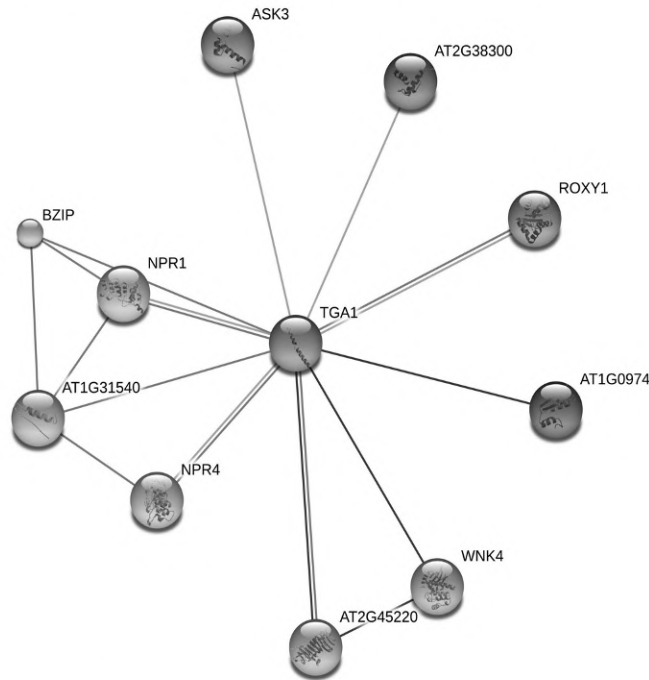 ASK3
AT2G38300
ROXY1
BZIP
NPR1
TGA1
AT1G0974
AT1G31540
NPR4
WNK4
AT2G45220